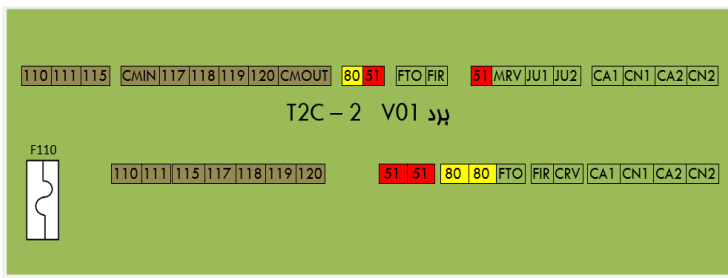 110 111 115 CMIN 117 118 119 120 CMOUT 80 51 FTO FIR 51 MRV JU1 JU2 CA1 CN1 CA2 CN2
برد T2C – 2 V01
F110
110 111 115 117 118 119 120 51 51 80 80 FTO FIR CRV CA1 CN1 CA2 CN2